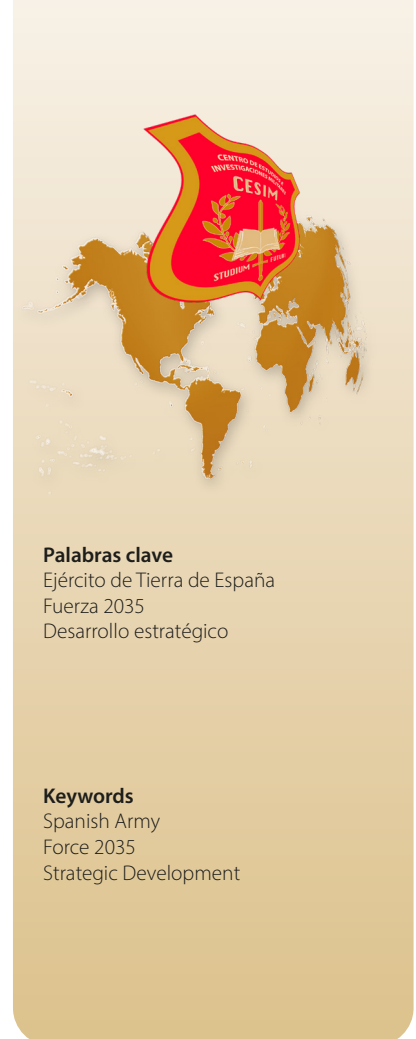 CENTRO DE ESTUDIOS E
INVESTIGACIONES MILITARES
CESIM
STUDIUM FUTURI
Palabras clave
Ejército de Tierra de España
Fuerza 2035
Desarrollo estratégico
Keywords
Spanish Army
Force 2035
Strategic Development